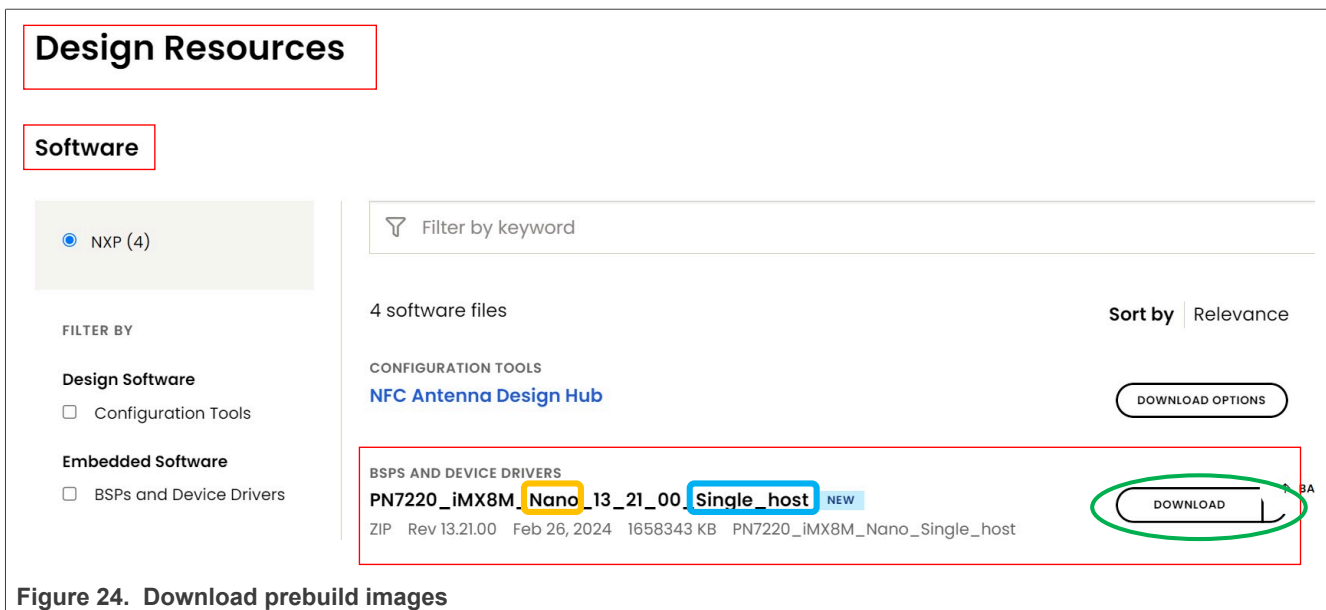 Design Resources
Software
NXP (4)
Filter by keyword
4 software files
Sort by Relevance
FILTER BY
Design Software
Configuration Tools
Embedded Software
BSPs and Device Drivers
CONFIGURATION TOOLS
NFC Antenna Design Hub
DOWNLOAD OPTIONS
BSPS AND DEVICE DRIVERS
PN7220_iMX8M_Nano_13_21_00_Single_host NEW
ZIP Rev 13.21.00 Feb 26, 2024 1658343 KB PN7220_iMX8M_Nano_Single_host
DOWNLOAD
BA
Figure 24. Download prebuild images